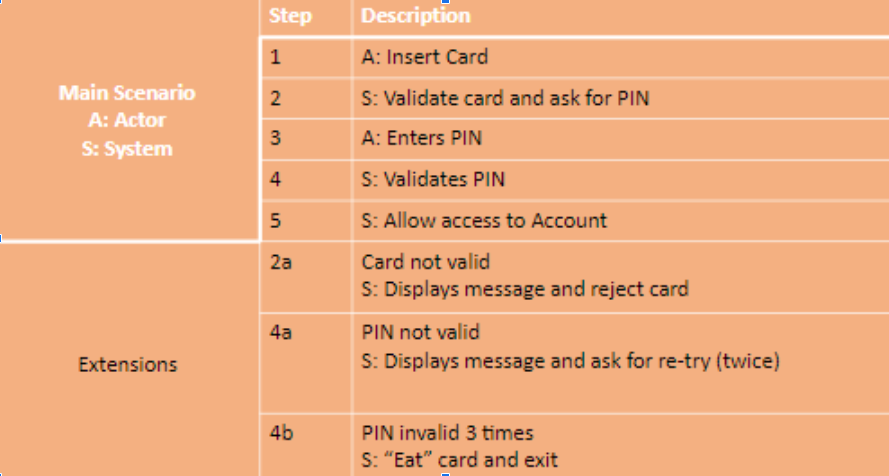 Step Description
Main Scenario
A: Actor
S: System
1 A: Insert Card
2 S: Validate card and ask for PIN
3 A: Enters PIN
4 S: Validates PIN
5 S: Allow access to Account
Extensions
2a Card not valid
S: Displays message and reject card
4a PIN not valid
S: Displays message and ask for re-try (twice)
4b PIN invalid 3 times
S: “Eat” card and exit